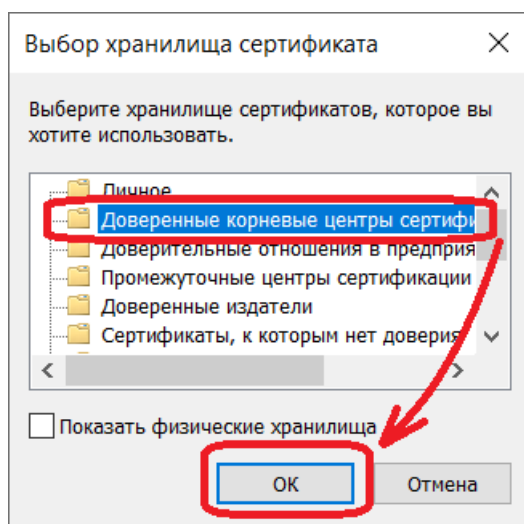 Выбор хранилища сертификата
Выберите хранилище сертификатов, которое вы
хотите использовать.
Личное
Доверенные корневые центры сертифи
Доверительные отношения в предприя
Промежуточные центры сертификации
Доверенные издатели
Сертификаты, к которым нет доверия
Показать физические хранилища
ОК
Отмена